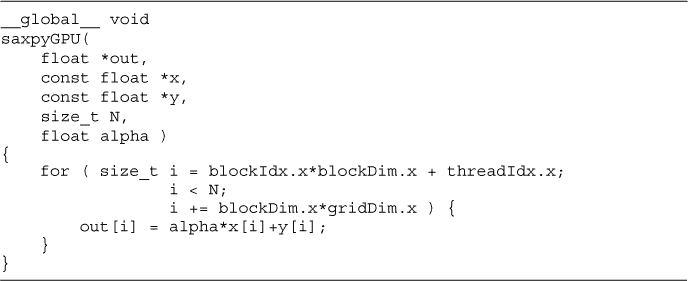 __global__ void
saxpyGPU(
    float *out,
    const float *x,
    const float *y,
    size_t N,
    float alpha )
{
    for ( size_t i = blockIdx.x*blockDim.x + threadIdx.x;
                 i < N;
                 i += blockDim.x*gridDim.x ) {
        out[i] = alpha*x[i]+y[i];
    }
}